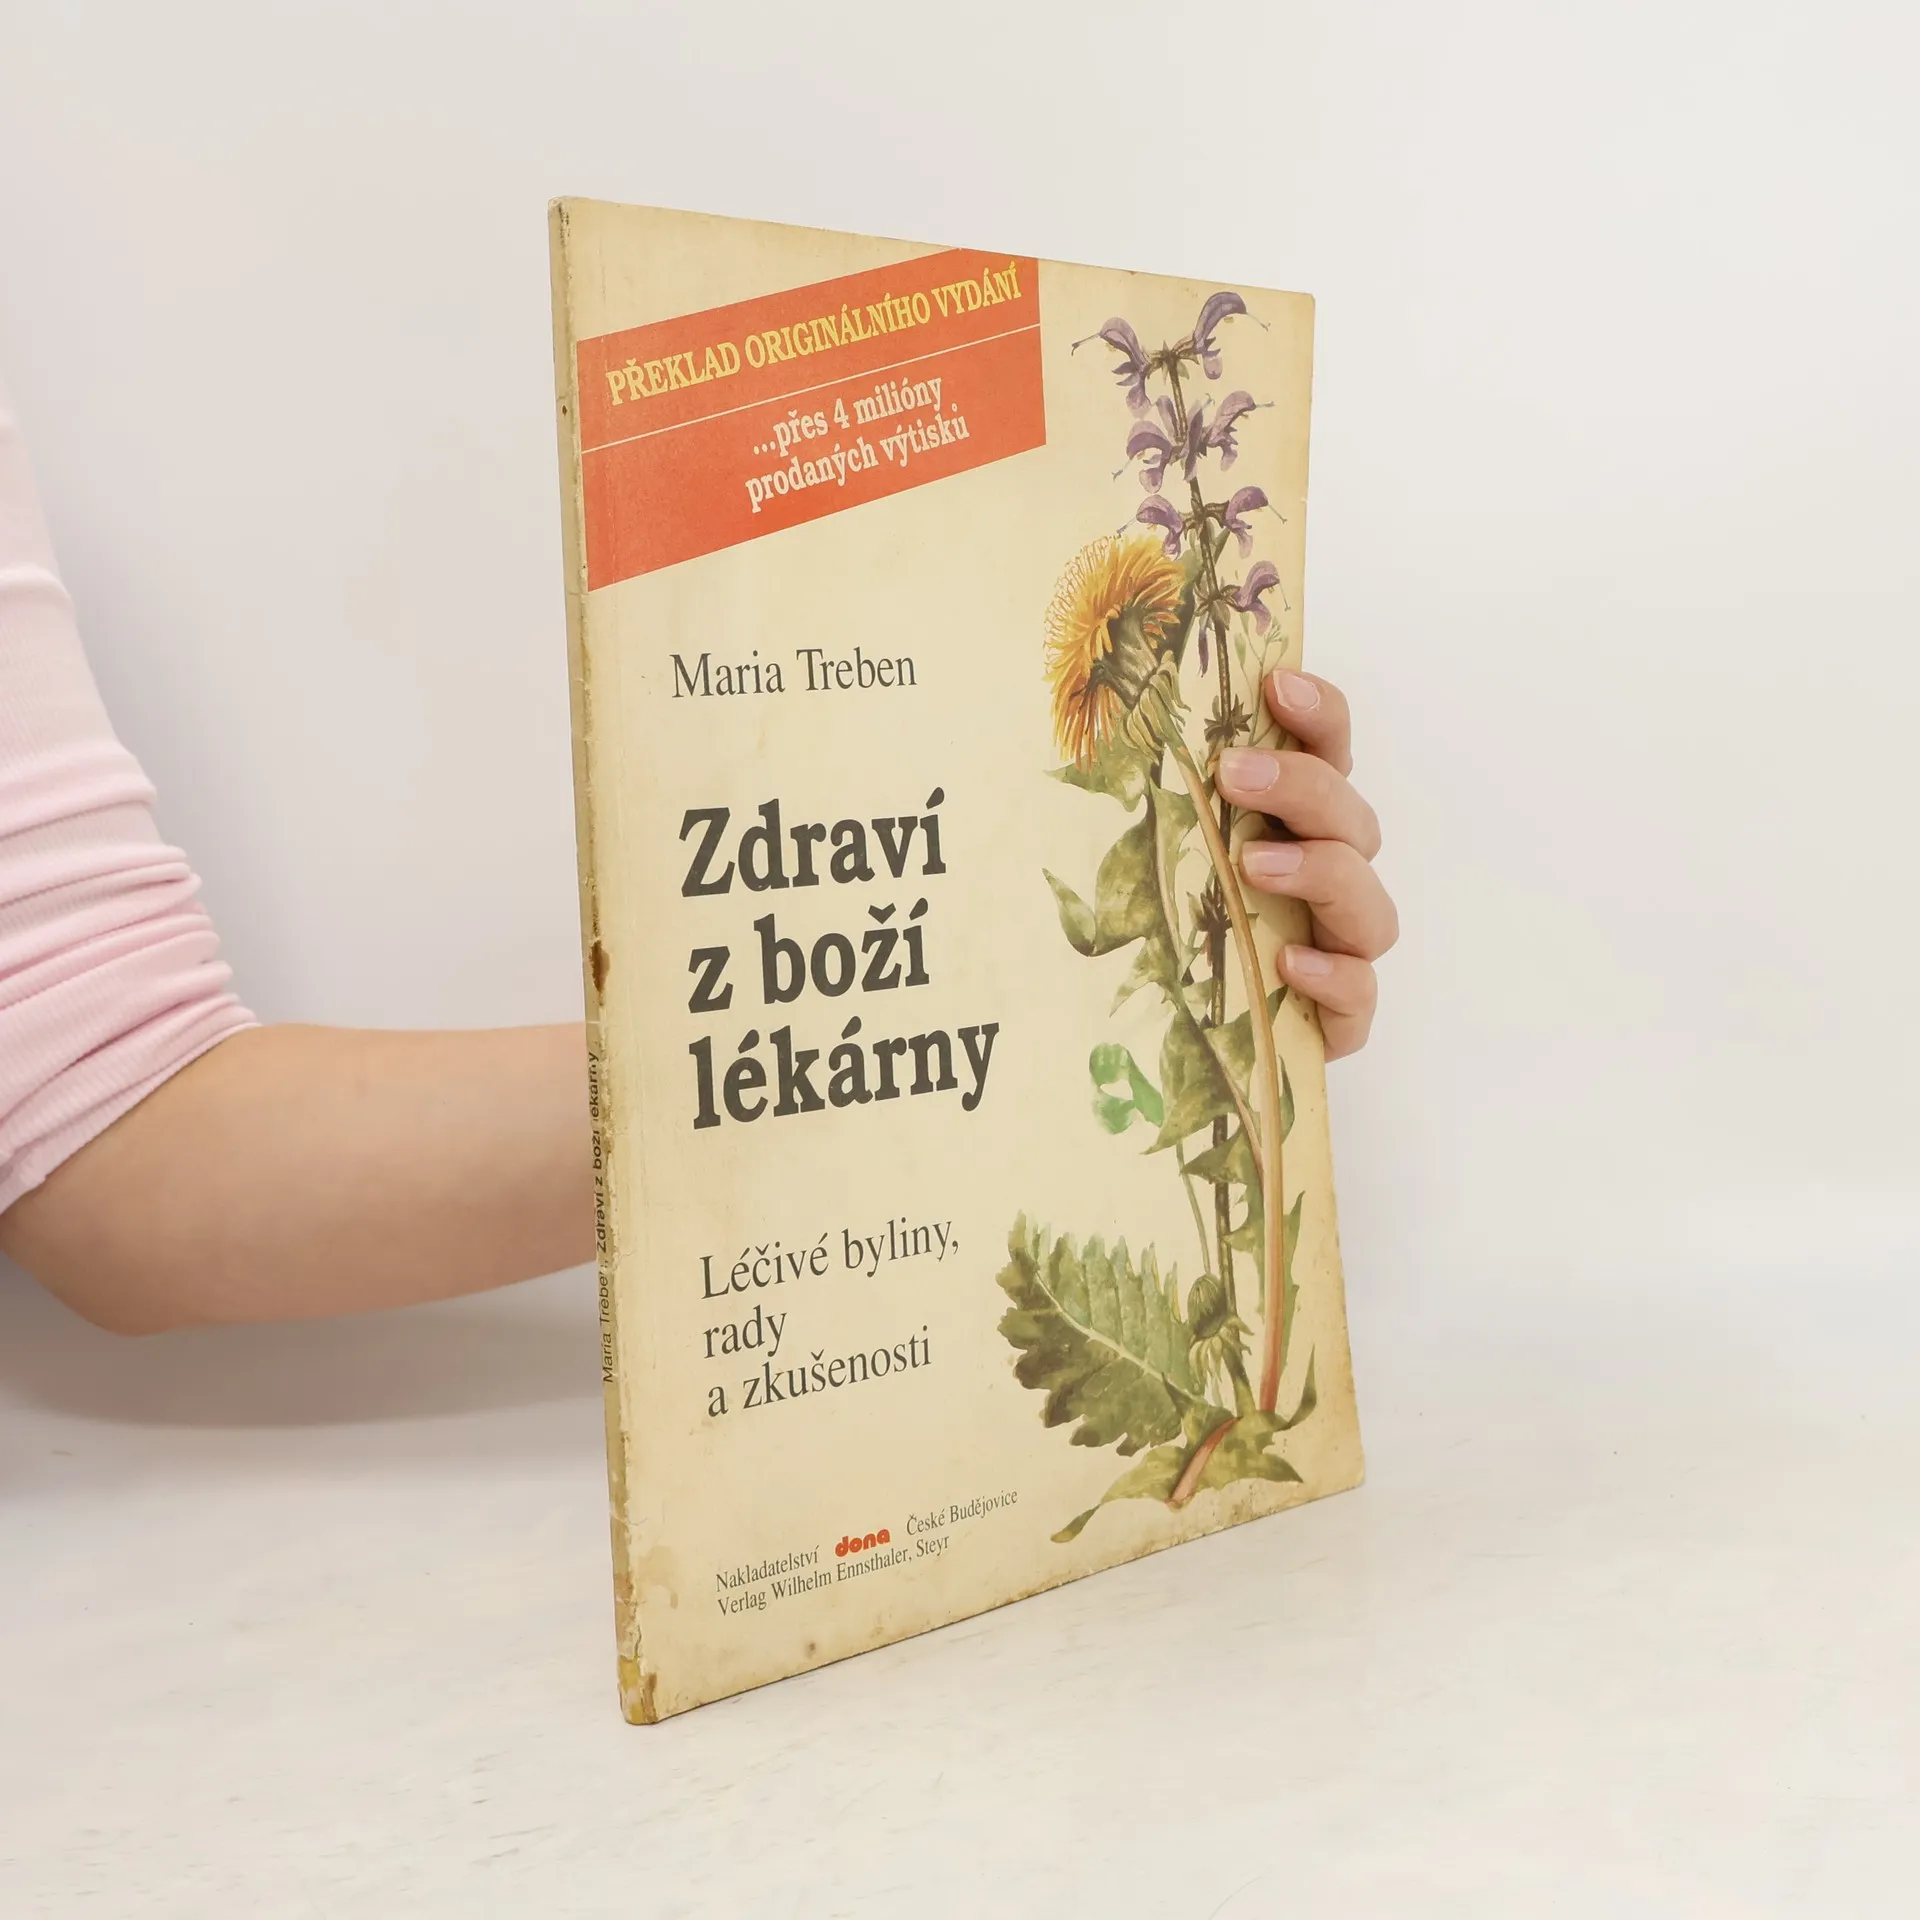 PŘEKLAD ORIGINÁLNÍHO VYDÁNÍ
...přes 4 milióny
prodaných výtisků
Maria Treben
Zdraví
z boží
lékárny
Léčivé byliny,
rady
a zkušenosti
Nakladatelství dona České Budějovice
Verlag Wilhelm Ennsthaler, Steyr
Maria Treben, Zdraví z boží lékárny